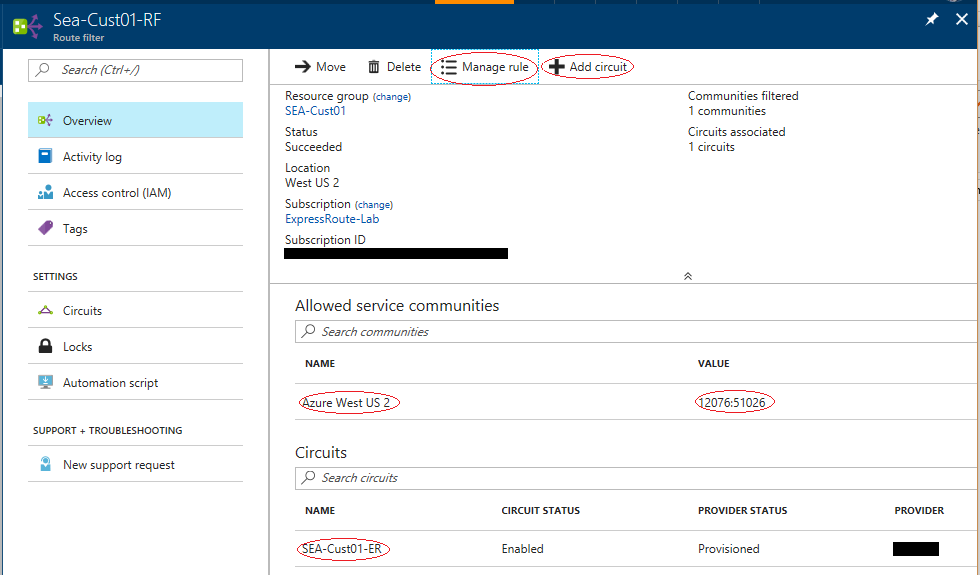 Sea-Cust01-RF
Route filter
Search (Ctrl+/)
Overview
Activity log
Access control (IAM)
Tags
SETTINGS
Circuits
Locks
Automation script
SUPPORT + TROUBLESHOOTING
New support request
Move Delete Manage rule Add circuit
Resource group (change)
SEA-Cust01
Status
Succeeded
Location
West US 2
Subscription (change)
ExpressRoute-Lab
Subscription ID
Communities filtered
1 communities
Circuits associated
1 circuits
Allowed service communities
Search communities
NAME VALUE
Azure West US 2 12076:51026
Circuits
Search circuits
NAME CIRCUIT STATUS PROVIDER STATUS PROVIDER
SEA-Cust01-ER Enabled Provisioned